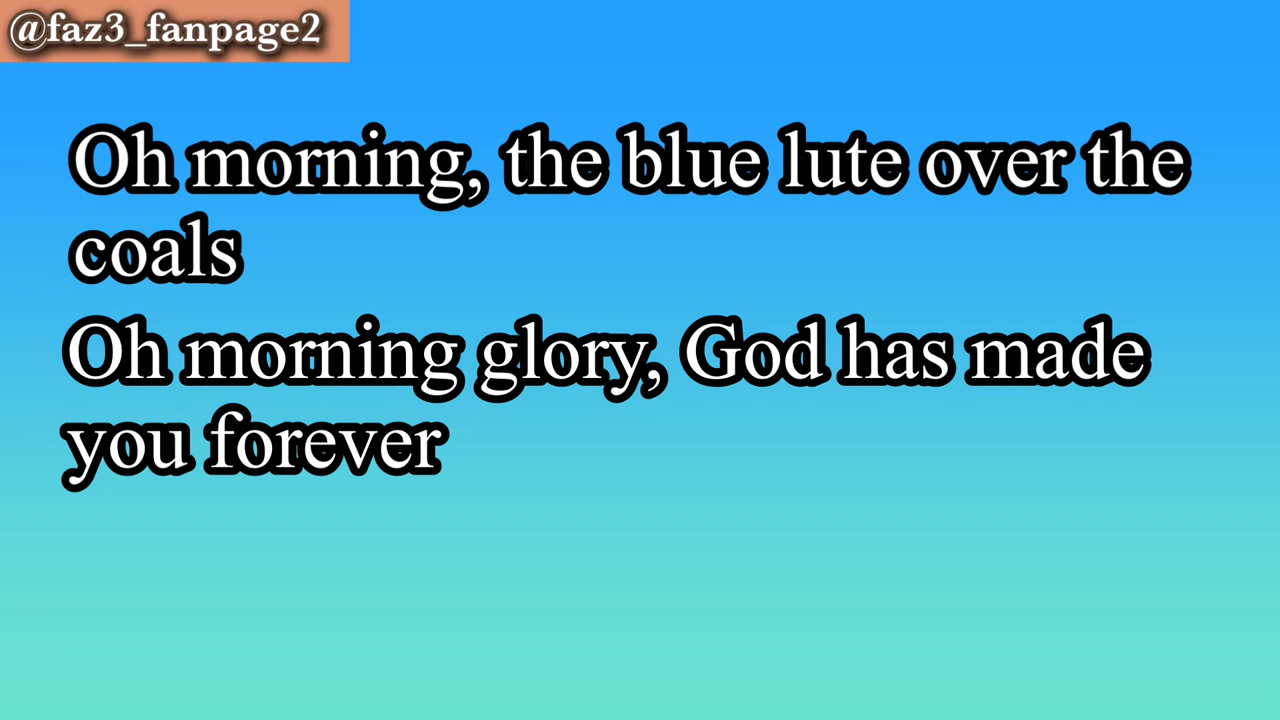 @faz3_fanpage2
Oh morning, the blue lute over the
coals
Oh morning glory, God has made
you forever